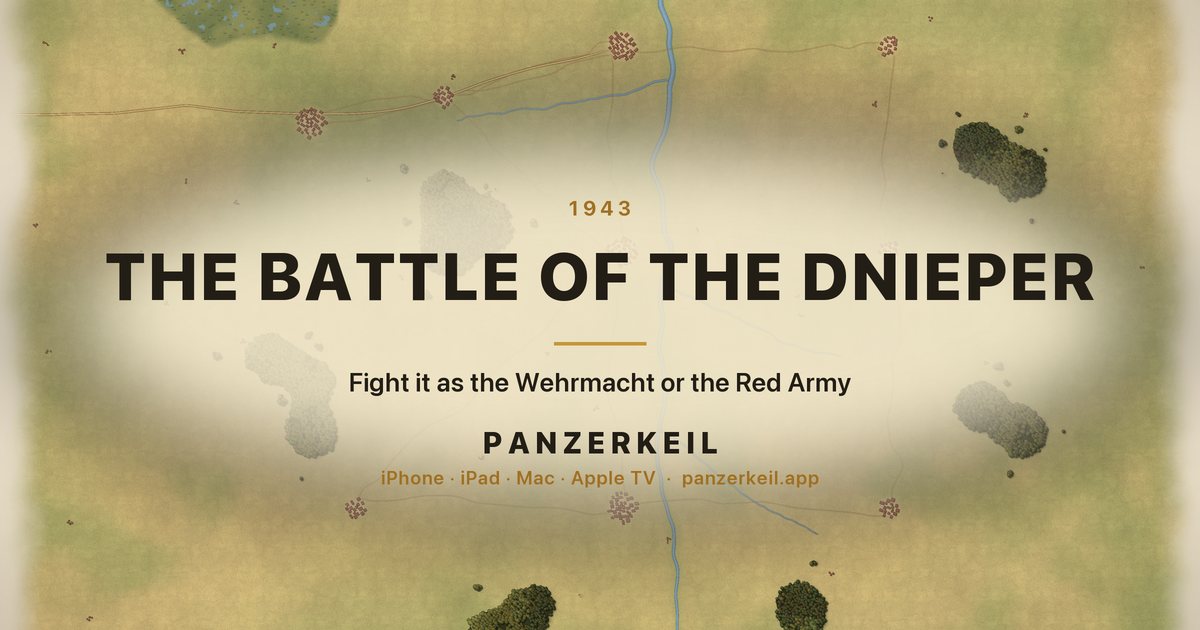 1943
THE BATTLE OF THE DNIEPER
Fight it as the Wehrmacht or the Red Army
PANZERKEIL
iPhone · iPad · Mac · Apple TV · panzerkeil.app